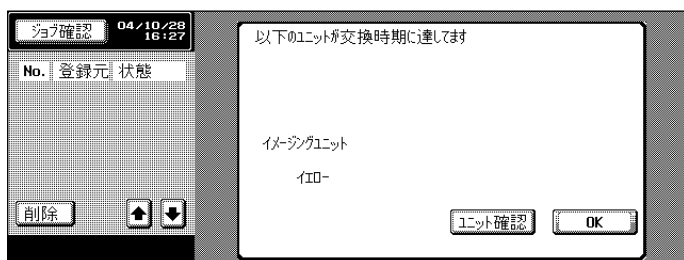 ジョブ確認
04/10/28
16:27
No. 登録元 状態
削除
以下のユニットが交換時期に達してます
イメージングユニット
イエロー
ユニット確認
OK